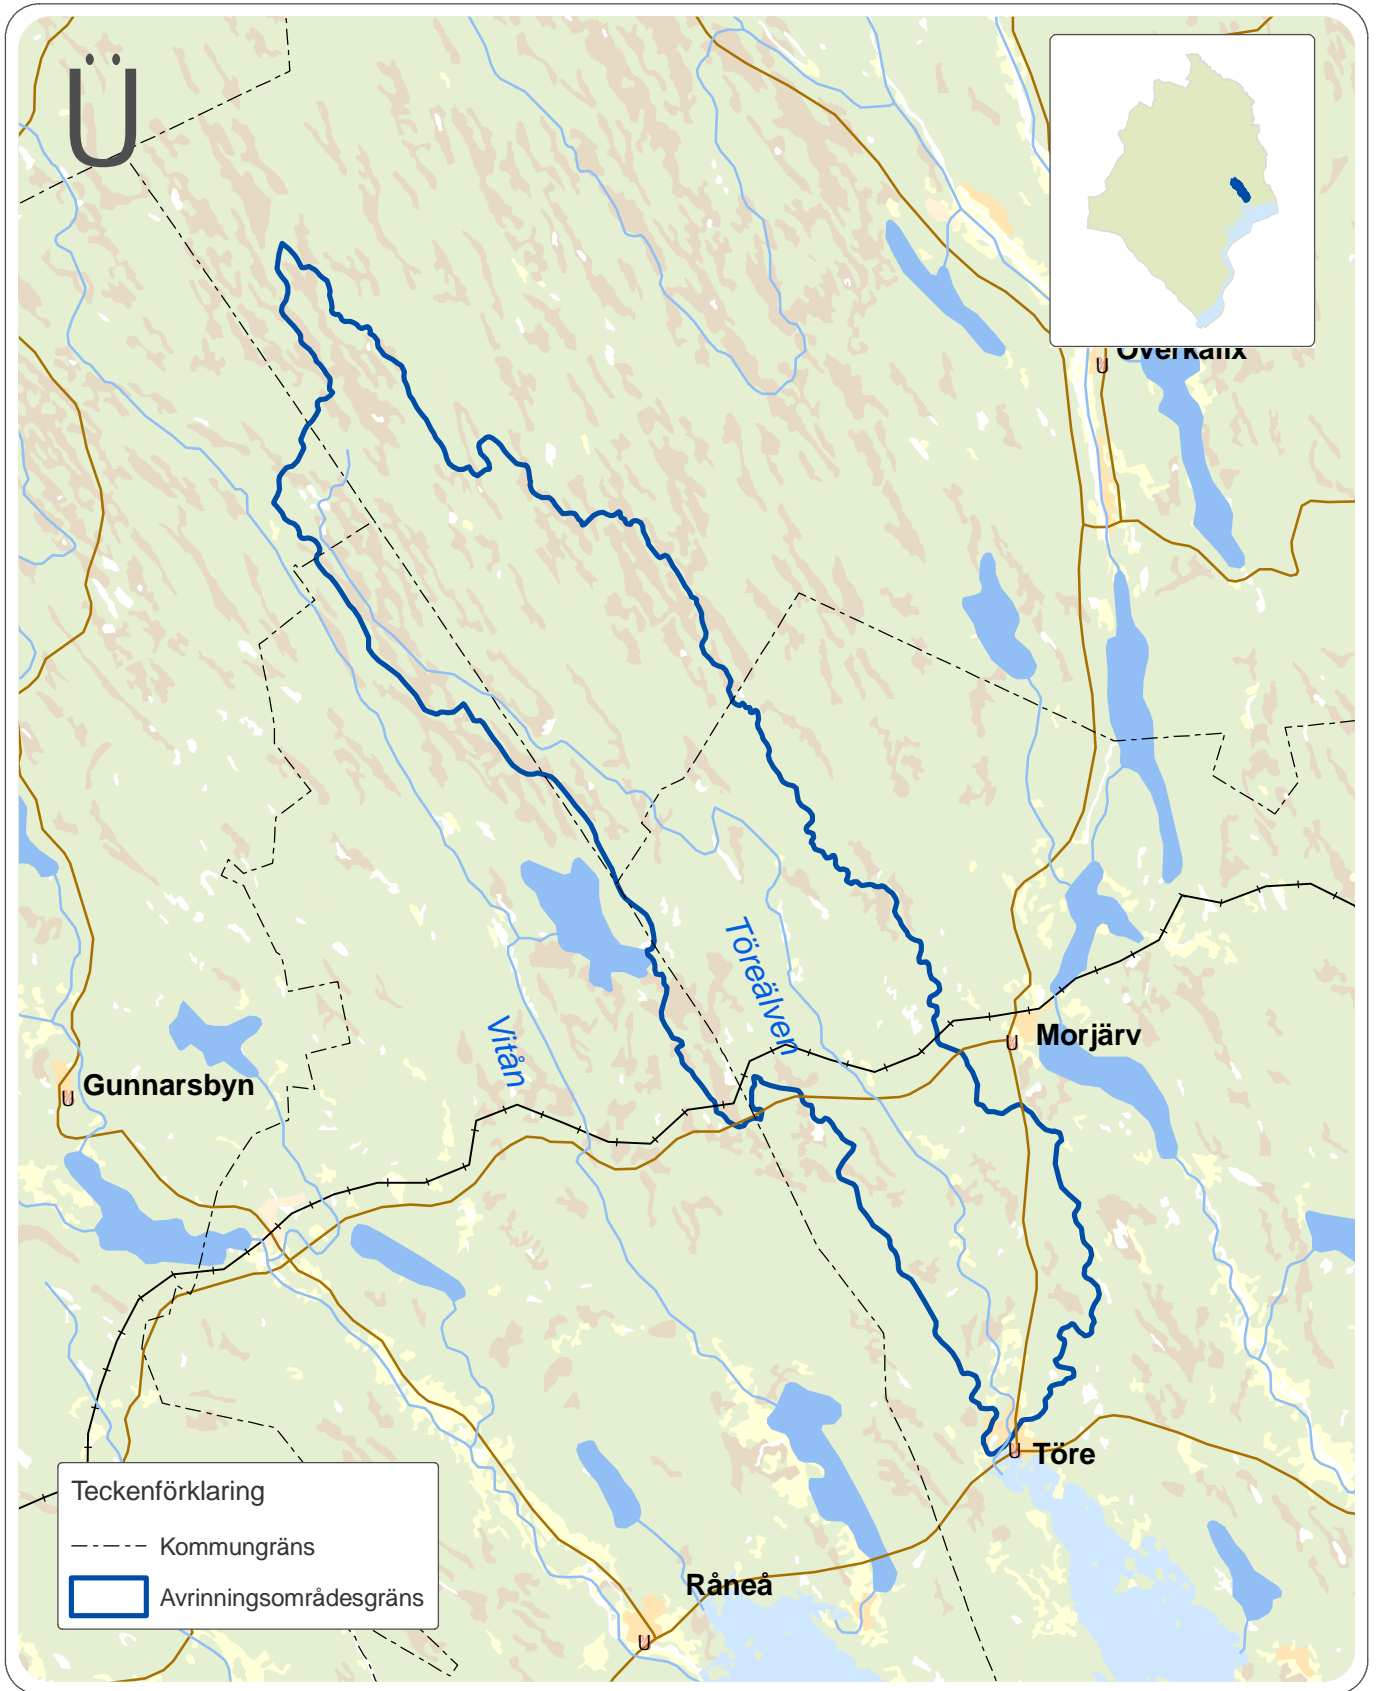 Ü
Överkalix
U
Töreälven
Vitån
Morjärv
U
Gunnarsbyn
U
Töre
U
Råneå
U
Teckenförklaring
Kommungräns
Avrinningsområdesgräns